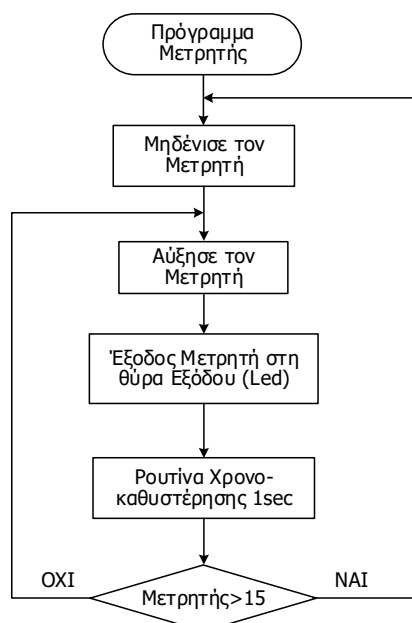 Πρόγραμμα
Μετρητής
Μηδένισε τον
Μετρητή
Αύξησε τον
Μετρητή
Έξοδος Μετρητή στη
θύρα Εξόδου (Led)
Ρουτίνα Χρονο-
καθυστέρησης 1sec
ΟΧΙ
ΝΑΙ
Μετρητής>15